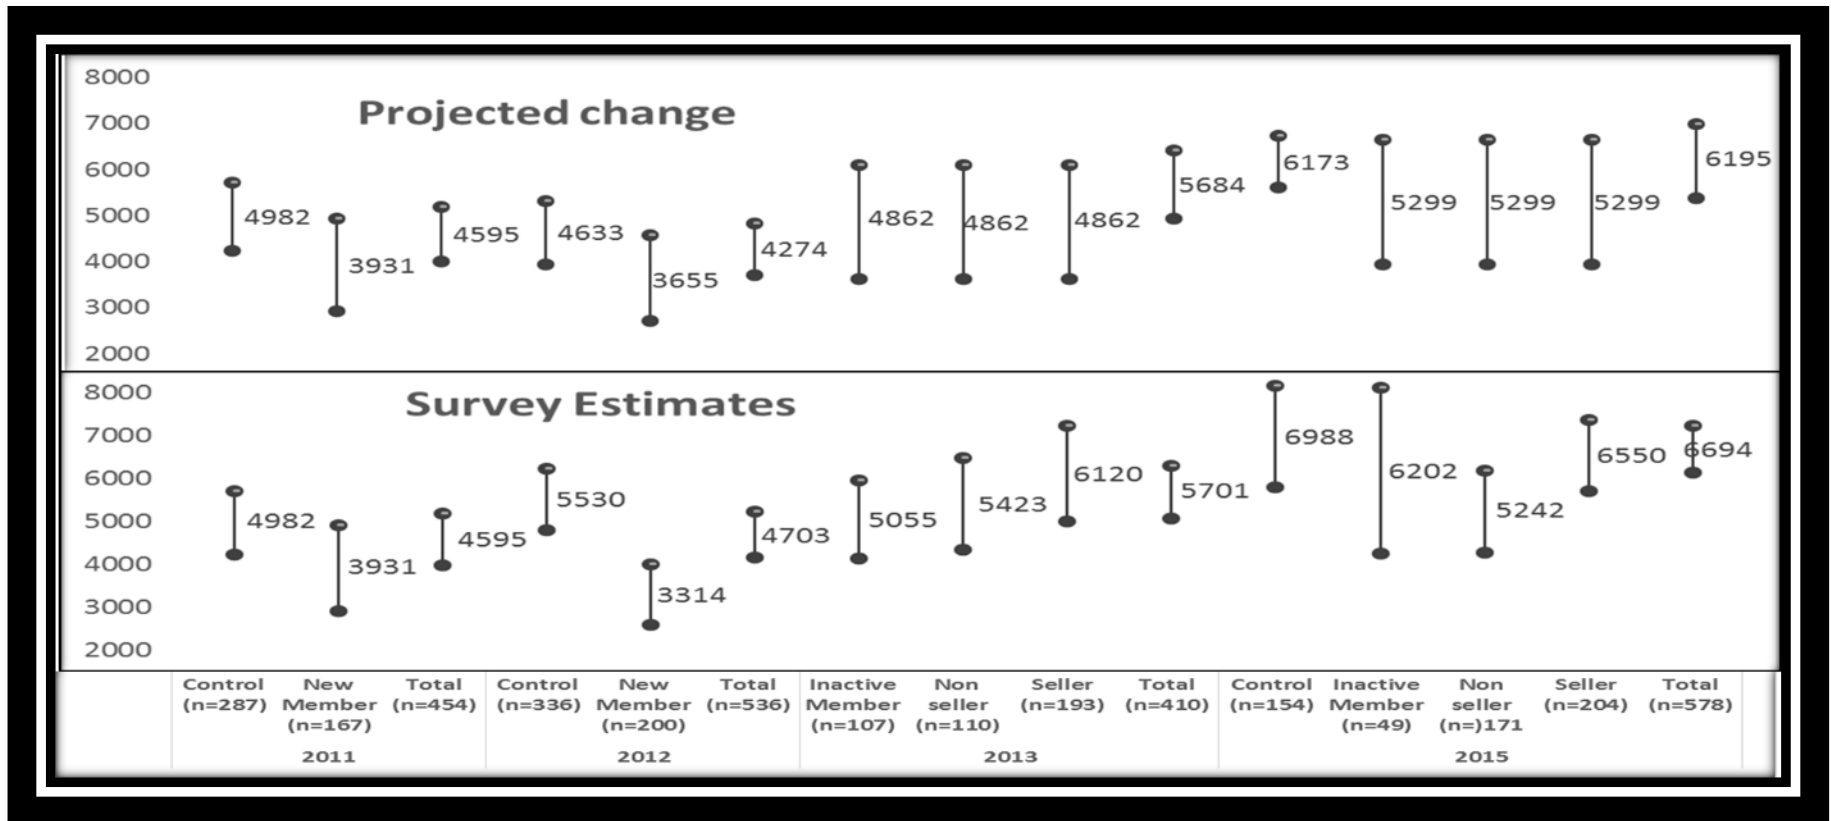 8000
Projected change
7000
6000
5000
4000
3000
2000
4982
3931
4595
4633
3655
4274
4862
4862
4862
5684
6173
5299
5299
5299
6195
8000
Survey Estimates
7000
6000
5000
4000
3000
2000
4982
3931
4595
5530
3314
4703
5055
5423
6120
5701
6988
6202
5242
6550
6694
Control
(n=287)
New
Member
(n=167)
Total
(n=454)
Control
(n=336)
New
Member
(n=200)
Total
(n=536)
Inactive
Member
(n=107)
Non
seller
(n=110)
Seller
(n=193)
Total
(n=410)
Control
(n=154)
Inactive
Member
(n=49)
Non
seller
(n=)171
Seller
(n=204)
Total
(n=578)
2011
2012
2013
2015